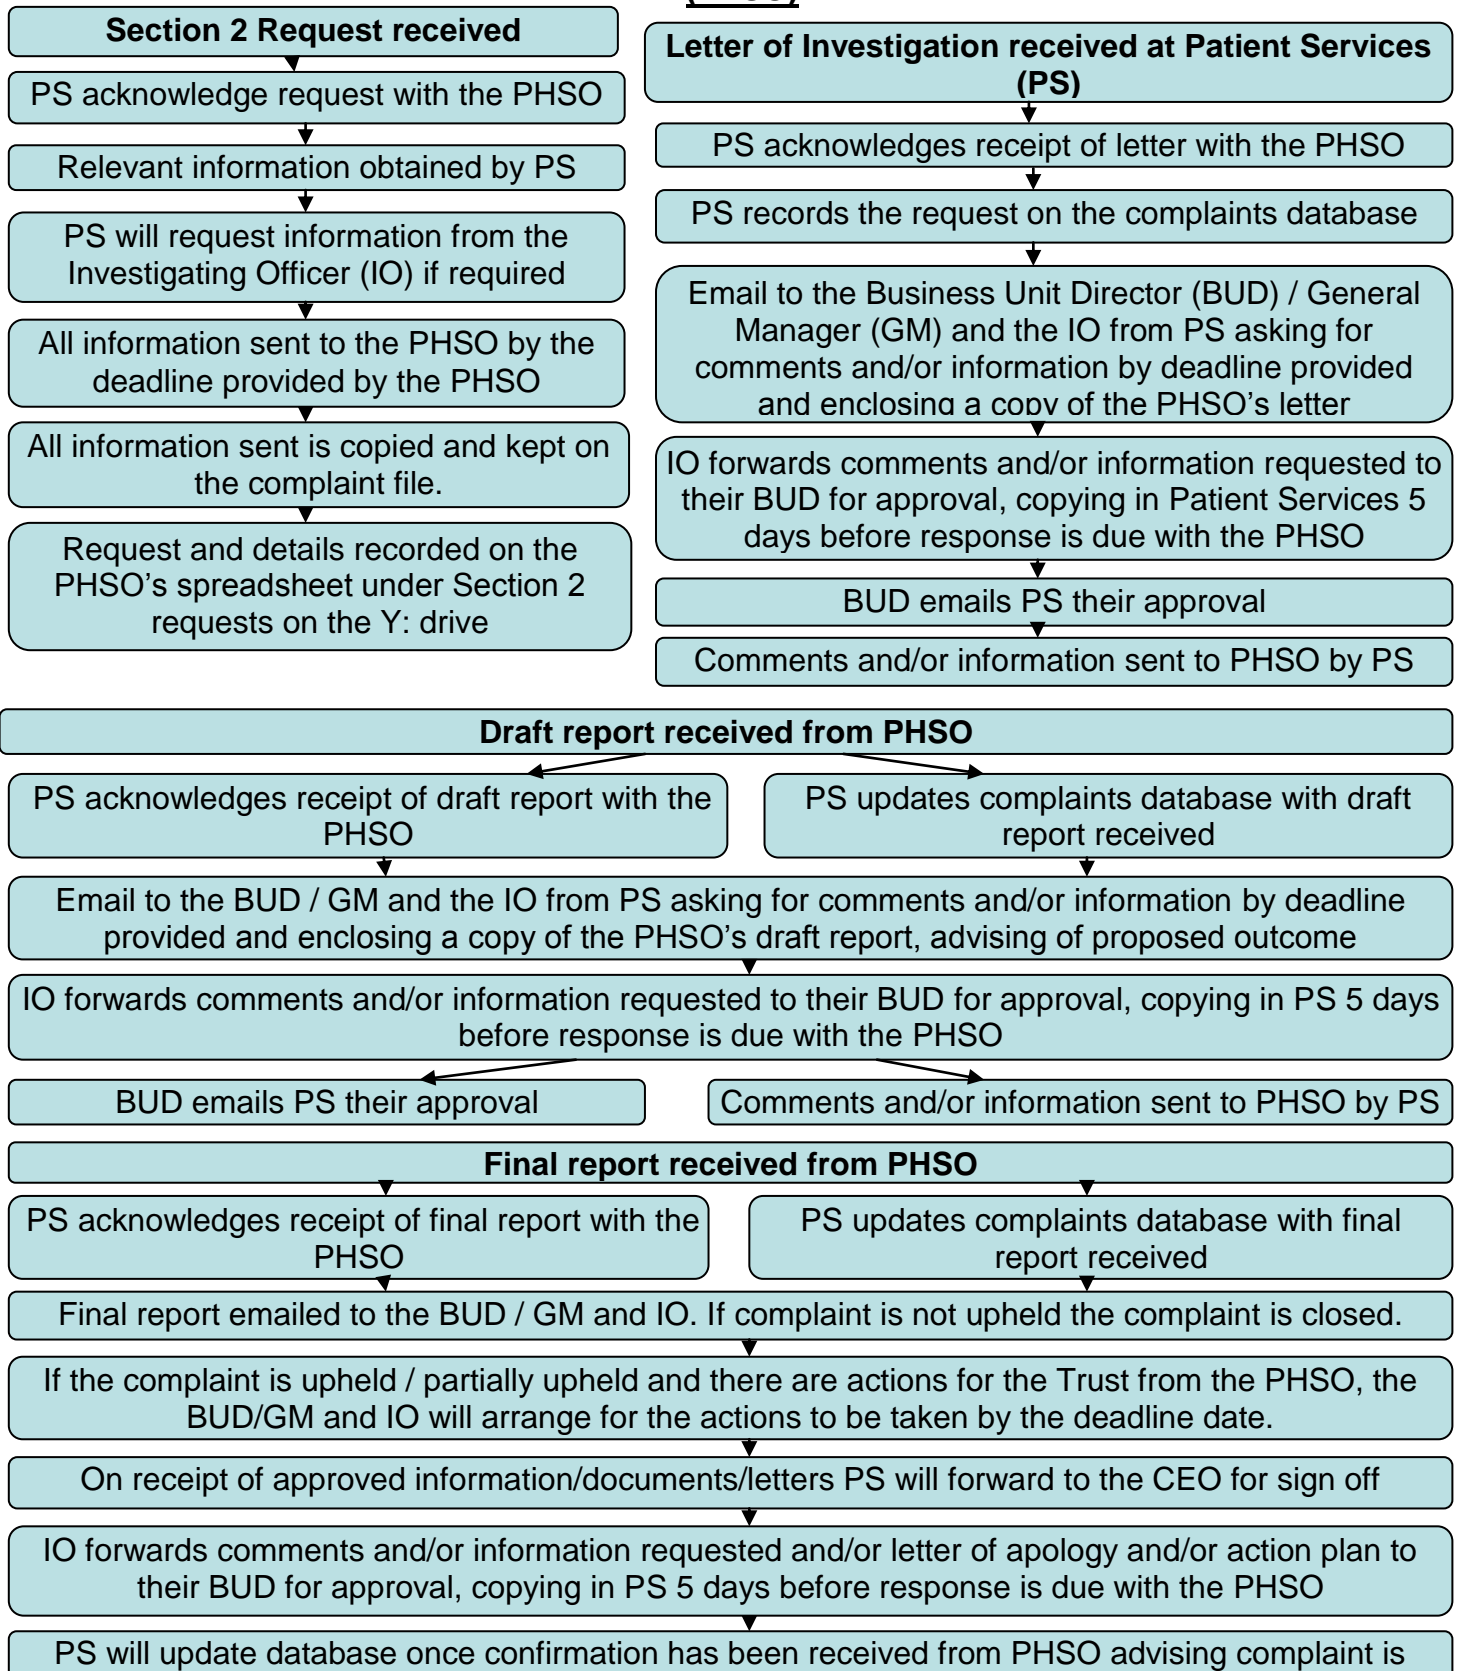 Section 2 Request received
PS acknowledge request with the PHSO
Relevant information obtained by PS
PS will request information from the
Investigating Officer (IO) if required
All information sent to the PHSO by the
deadline provided by the PHSO
All information sent is copied and kept on
the complaint file.
Request and details recorded on the
PHSO’s spreadsheet under Section 2
requests on the Y: drive
Letter of Investigation received at Patient Services
(PS)
PS acknowledges receipt of letter with the PHSO
PS records the request on the complaints database
Email to the Business Unit Director (BUD) / General
Manager (GM) and the IO from PS asking for
comments and/or information by deadline provided
and enclosing a copy of the PHSO’s letter
IO forwards comments and/or information requested to
their BUD for approval, copying in Patient Services 5
days before response is due with the PHSO
BUD emails PS their approval
Comments and/or information sent to PHSO by PS
Draft report received from PHSO
PS acknowledges receipt of draft report with the
PHSO
PS updates complaints database with draft
report received
Email to the BUD / GM and the IO from PS asking for comments and/or information by deadline
provided and enclosing a copy of the PHSO’s draft report, advising of proposed outcome
IO forwards comments and/or information requested to their BUD for approval, copying in PS 5 days
before response is due with the PHSO
BUD emails PS their approval
Comments and/or information sent to PHSO by PS
Final report received from PHSO
PS acknowledges receipt of final report with the
PHSO
PS updates complaints database with final
report received
Final report emailed to the BUD / GM and IO. If complaint is not upheld the complaint is closed.
If the complaint is upheld / partially upheld and there are actions for the Trust from the PHSO, the
BUD/GM and IO will arrange for the actions to be taken by the deadline date.
On receipt of approved information/documents/letters PS will forward to the CEO for sign off
IO forwards comments and/or information requested and/or letter of apology and/or action plan to
their BUD for approval, copying in PS 5 days before response is due with the PHSO
PS will update database once confirmation has been received from PHSO advising complaint is